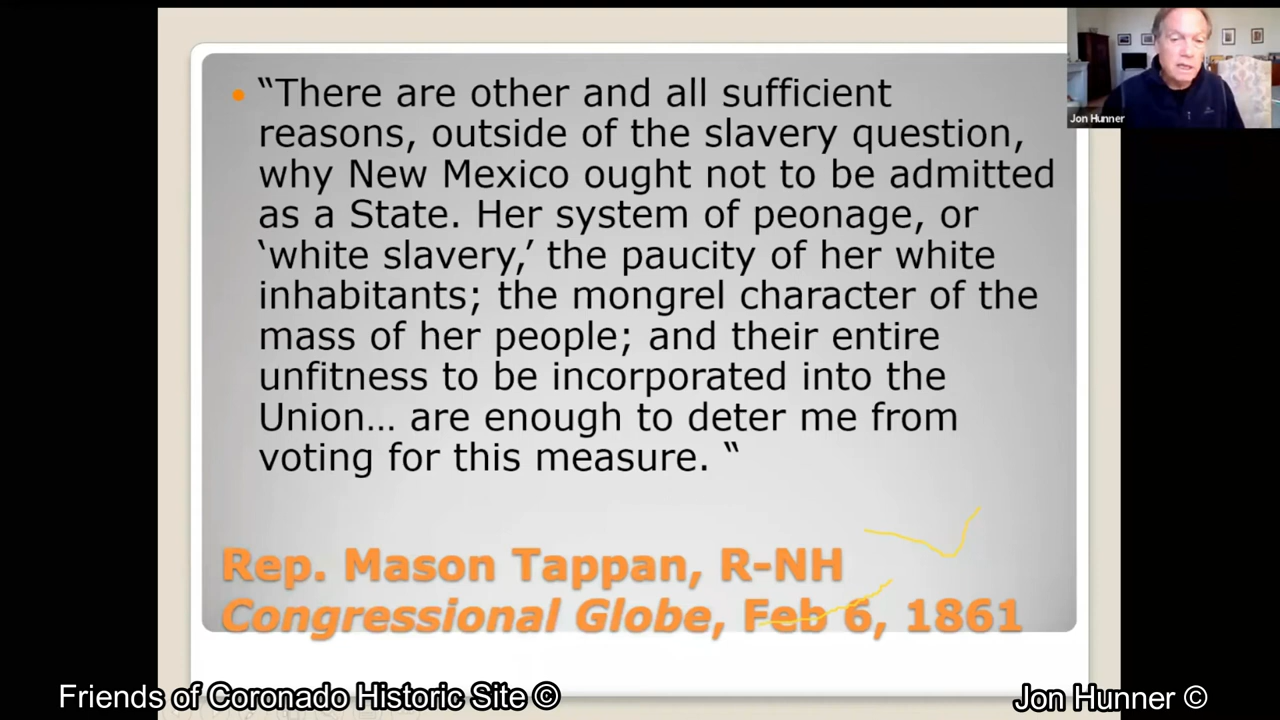 Jon Hunner
“There are other and all sufficient
reasons, outside of the slavery question,
why New Mexico ought not to be admitted
as a State. Her system of peonage, or
‘white slavery,’ the paucity of her white
inhabitants; the mongrel character of the
mass of her people; and their entire
unfitness to be incorporated into the
Union… are enough to deter me from
voting for this measure. “
Rep. Mason Tappan, R-NH
Congressional Globe, Feb 6, 1861
Friends of Coronado Historic Site ©
Jon Hunner ©